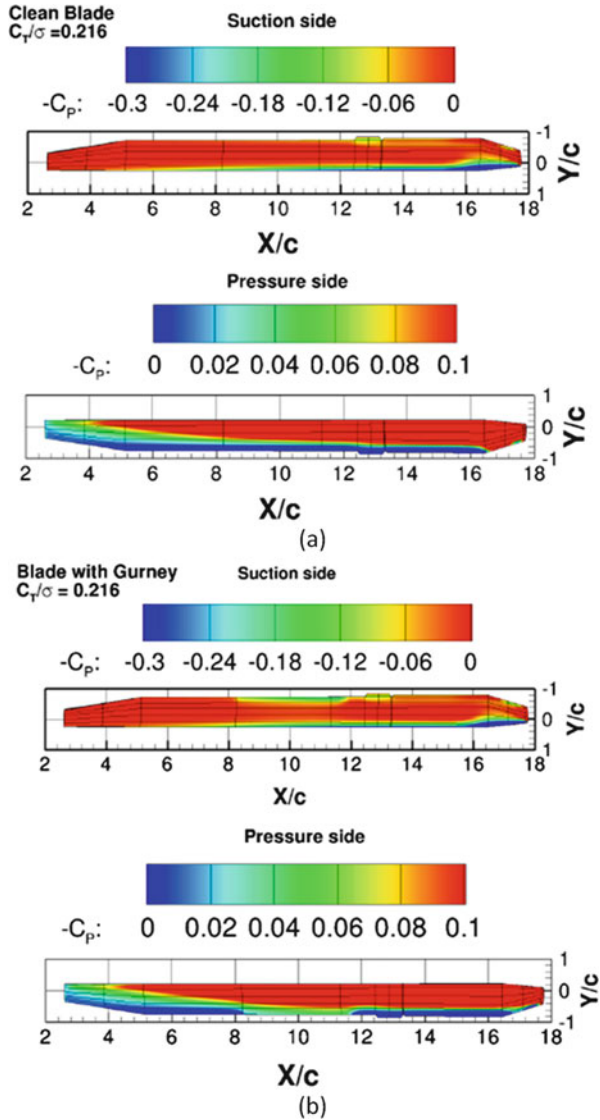 Clean Blade
C_T/σ =0.216
Suction side
-C_P: -0.3 -0.24 -0.18 -0.12 -0.06 0
-1
0
1
Y/c
2 4 6 8 10 12 14 16 18
X/c
Pressure side
-C_P: 0 0.02 0.04 0.06 0.08 0.1
1
0
-1
Y/c
2 4 6 8 10 12 14 16 18
X/c
(a)
Blade with Gurney
C_T/σ = 0.216
Suction side
-C_P: -0.3 -0.24 -0.18 -0.12 -0.06 0
-1
0
1
Y/c
2 4 6 8 10 12 14 16 18
X/c
Pressure side
-C_P: 0 0.02 0.04 0.06 0.08 0.1
1
0
-1
Y/c
2 4 6 8 10 12 14 16 18
X/c
(b)